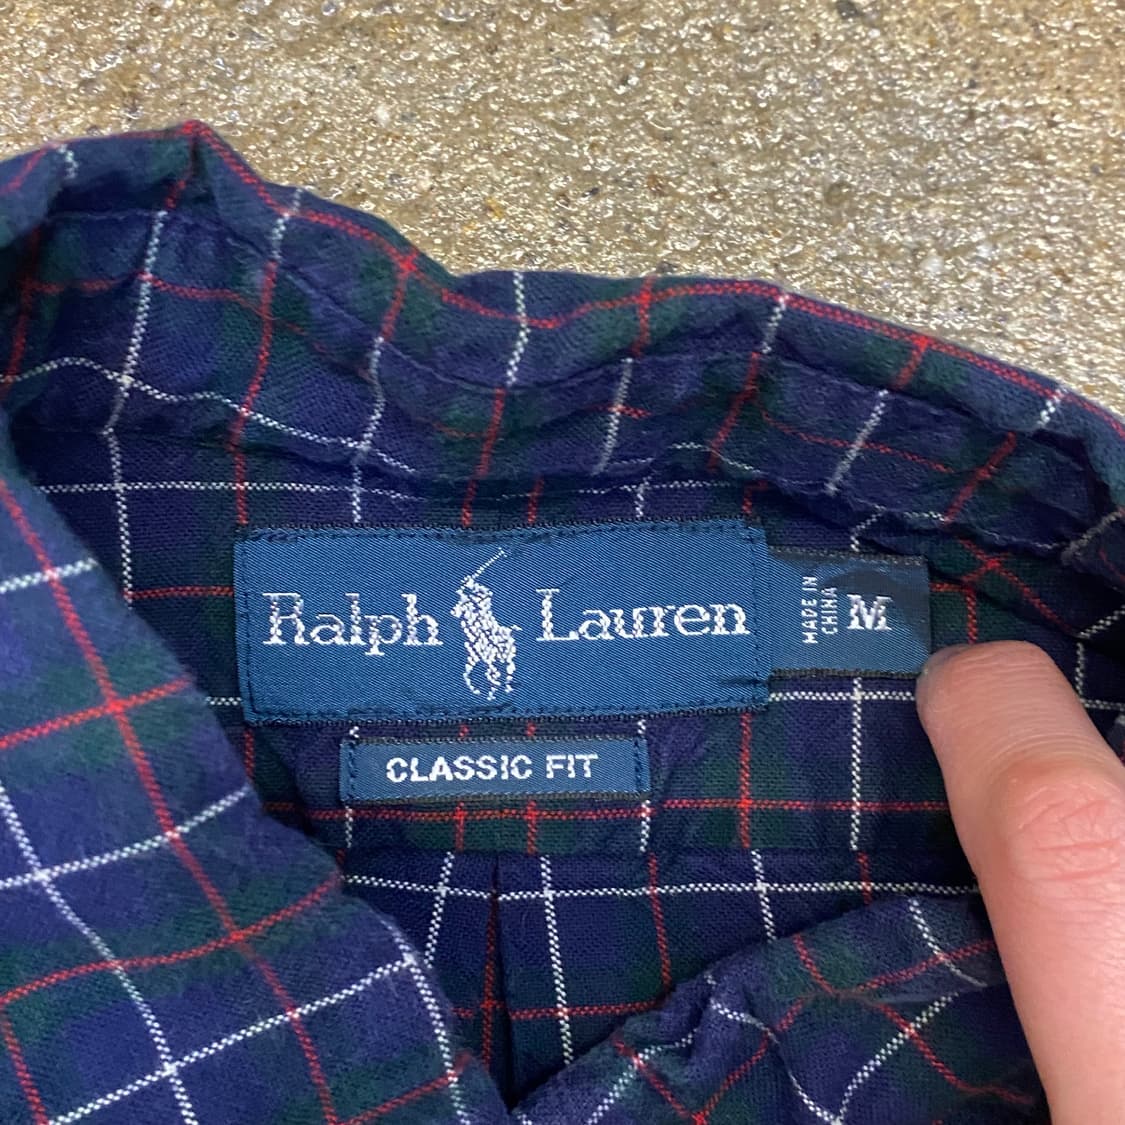 Ralph Lauren
MADE IN
CHINA
M
CLASSIC FIT